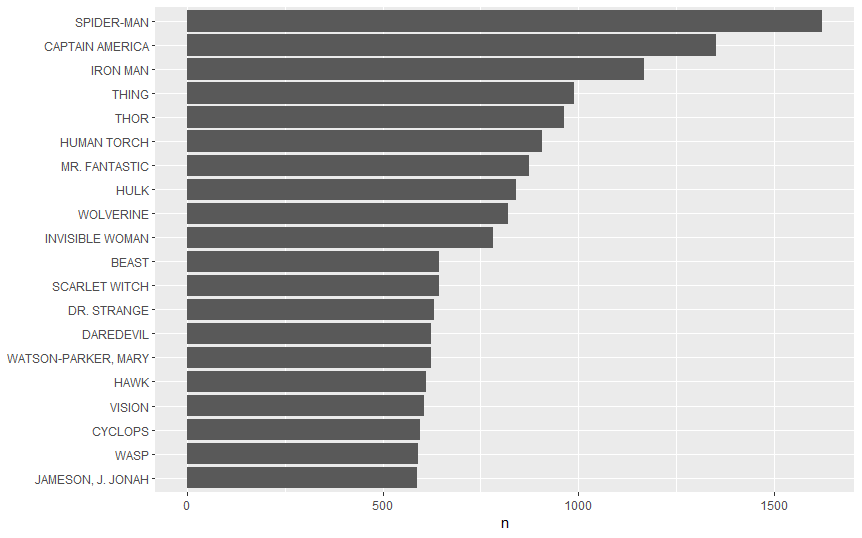 SPIDER-MAN
CAPTAIN AMERICA
IRON MAN
THING
THOR
HUMAN TORCH
MR. FANTASTIC
HULK
WOLVERINE
INVISIBLE WOMAN
BEAST
SCARLET WITCH
DR. STRANGE
DAREDEVIL
WATSON-PARKER, MARY
HAWK
VISION
CYCLOPS
WASP
JAMESON, J. JONAH
0 500 1000 1500
n